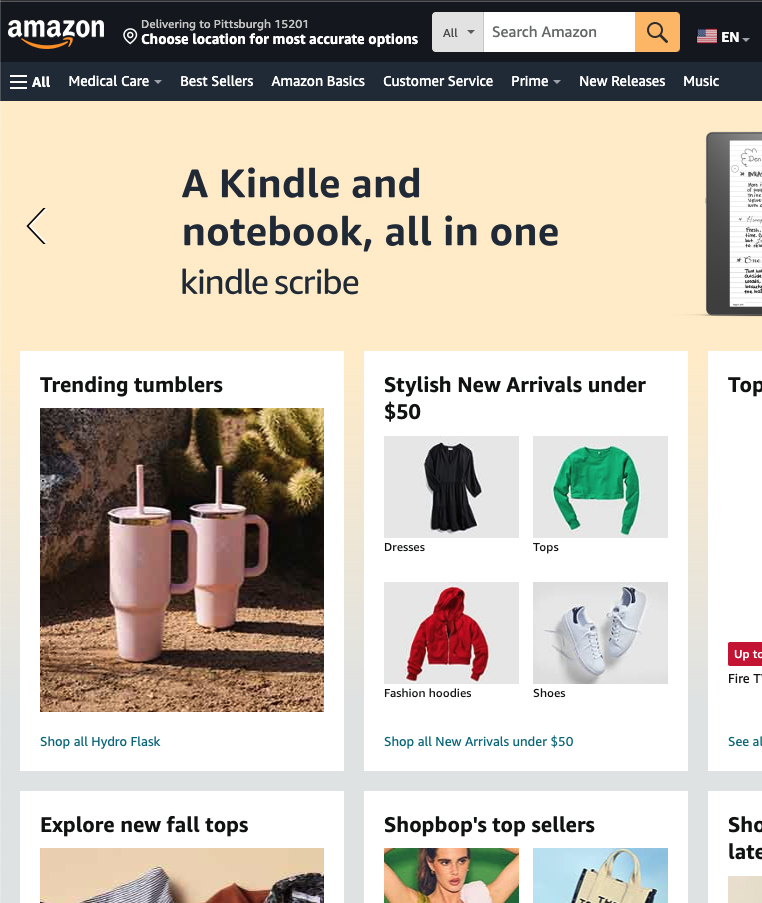 amazon
Delivering to Pittsburgh 15201
Choose location for most accurate options
All
Search Amazon
EN
All
Medical Care
Best Sellers
Amazon Basics
Customer Service
Prime
New Releases
Music
A Kindle and
notebook, all in one
kindle scribe
Trending tumblers
Shop all Hydro Flask
Stylish New Arrivals under
$50
Dresses
Tops
Fashion hoodies
Shoes
Shop all New Arrivals under $50
Top
Up to
Fire T
See al
Explore new fall tops
Shopbop's top sellers
Sho
late